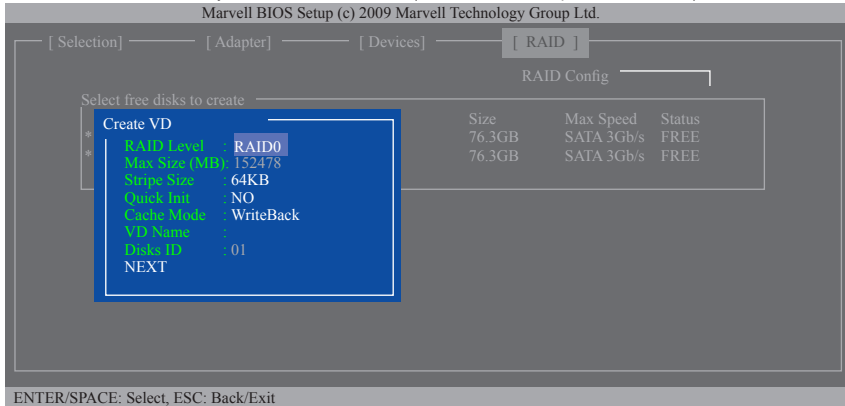 Marvell BIOS Setup (c) 2009 Marvell Technology Group Ltd.
[ Selection] [ Adapter] [ Devices] [ RAID ]
RAID Config
Select free disks to create
Size Max Speed Status
* 76.3GB SATA 3Gb/s FREE
* 76.3GB SATA 3Gb/s FREE
Create VD
RAID Level : RAID0
Max Size (MB): 152478
Stripe Size : 64KB
Quick Init : NO
Cache Mode : WriteBack
VD Name :
Disks ID : 01
NEXT
ENTER/SPACE: Select, ESC: Back/Exit